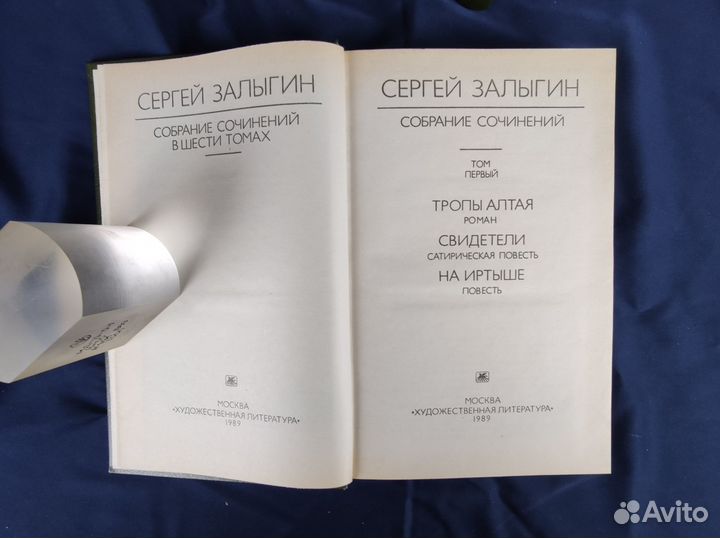 СЕРГЕЙ ЗАЛЫГИН
СОБРАНИЕ СОЧИНЕНИЙ
В ШЕСТИ ТОМАХ
МОСКВА
«ХУДОЖЕСТВЕННАЯ ЛИТЕРАТУРА»
1989
СЕРГЕЙ ЗАЛЫГИН
СОБРАНИЕ СОЧИНЕНИЙ
ТОМ
ПЕРВЫЙ
ТРОПЫ АЛТАЯ
РОМАН
СВИДЕТЕЛИ
САТИРИЧЕСКАЯ ПОВЕСТЬ
НА ИРТЫШЕ
ПОВЕСТЬ
МОСКВА
«ХУДОЖЕСТВЕННАЯ ЛИТЕРАТУРА»
1989
Avito